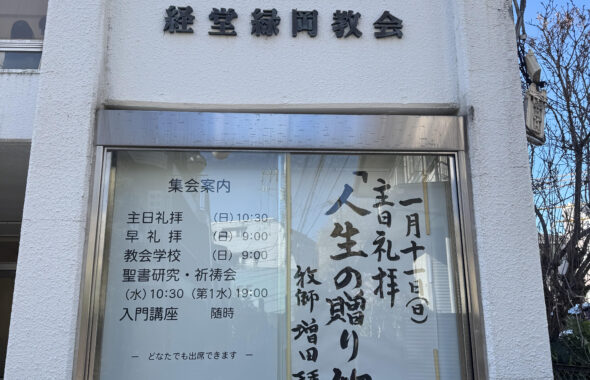 経堂緑岡教会
集会案内
主日礼拝 (日) 10:30
早礼拝 (日) 9:00
教会学校 (日) 9:00
聖書研究・祈祷会
(水) 10:30 (第1水) 19:00
入門講座 随時
― どなたでも出席できます ―
一月十一日(日)
主日礼拝
「人生の贈り物
牧師 増田